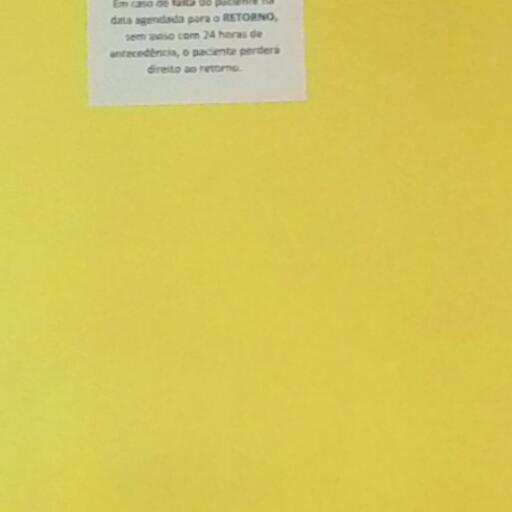 Em caso de falta do paciente na
data agendada para o RETORNO,
sem aviso com 24 horas de
antecedência, o paciente perderá
direito ao retorno.